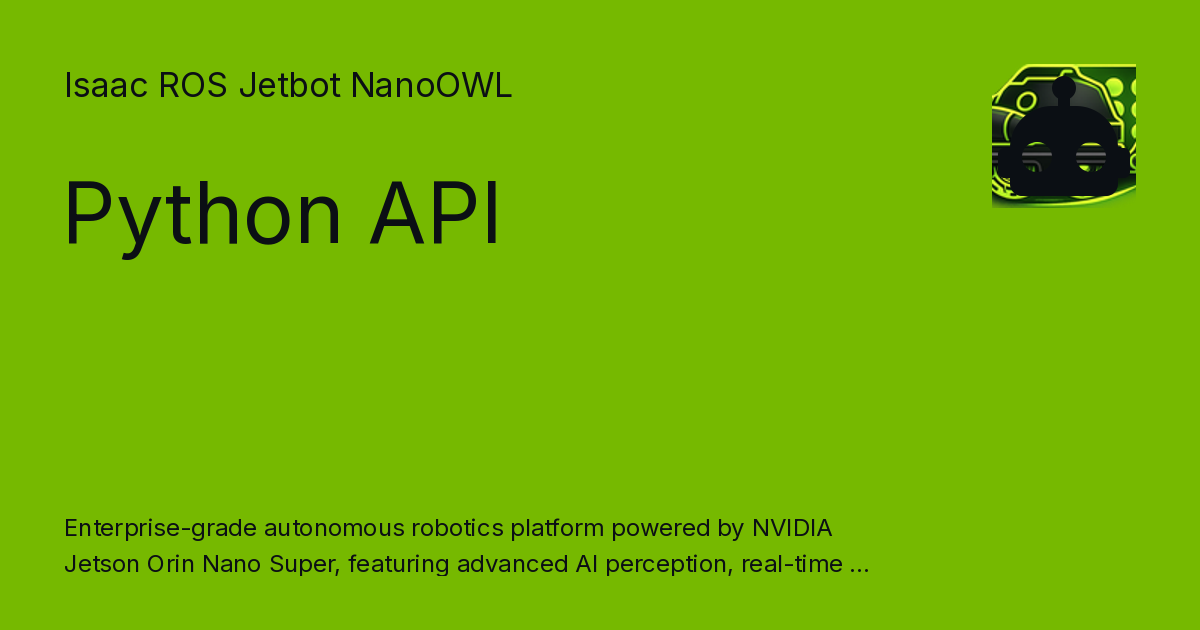 Isaac ROS Jetbot NanoOWL
Python API
Enterprise-grade autonomous robotics platform powered by NVIDIA
Jetson Orin Nano Super, featuring advanced AI perception, real-time ...